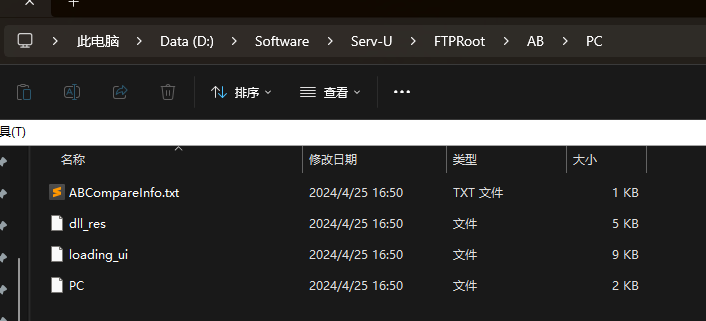 此电脑 > Data (D:) > Software > Serv-U > FTPRoot > AB > PC
排序 查看
具(T)
名称 修改日期 类型 大小
ABCompareInfo.txt 2024/4/25 16:50 TXT 文件 1 KB
dll_res 2024/4/25 16:50 文件 5 KB
loading_ui 2024/4/25 16:50 文件 9 KB
PC 2024/4/25 16:50 文件 2 KB